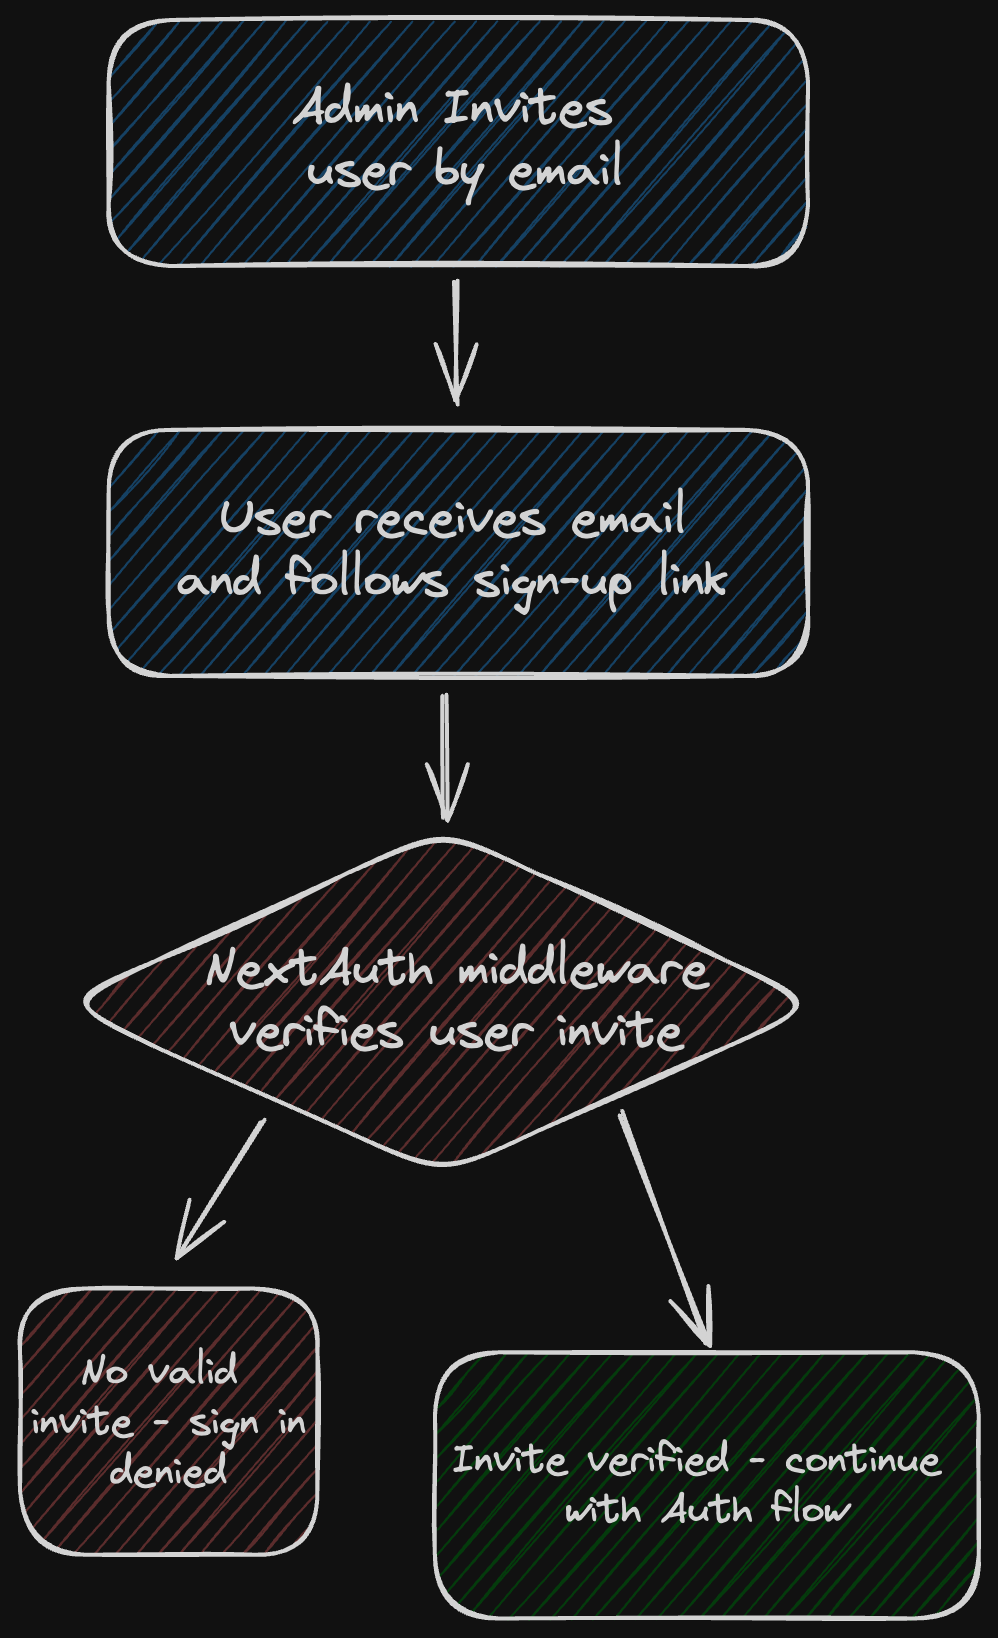 Admin Invites
user by email
User receives email
and follows sign-up link
NextAuth middleware
verifies user invite
No valid
invite - sign in
denied
Invite verified - continue
with Auth flow